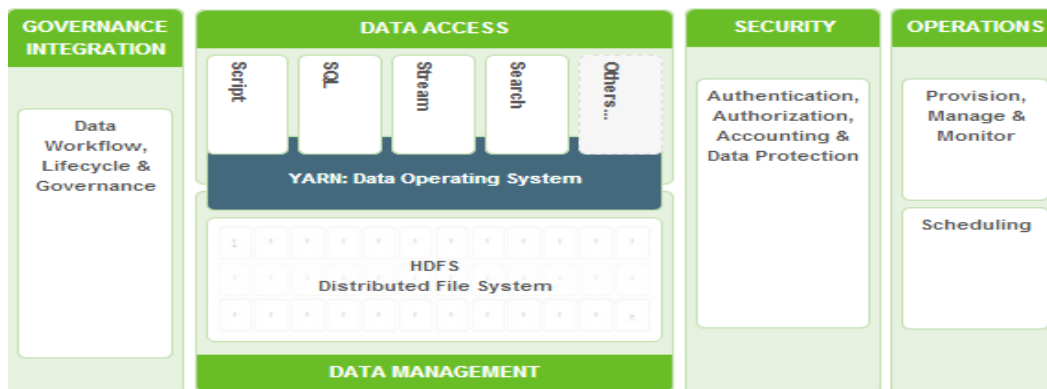 GOVERNANCE
INTEGRATION
Data
Workflow,
Lifecycle &
Governance
DATA ACCESS
Script
SQL
Stream
Search
Others...
YARN: Data Operating System
HDFS
Distributed File System
DATA MANAGEMENT
SECURITY
Authentication,
Authorization,
Accounting &
Data Protection
OPERATIONS
Provision,
Manage &
Monitor
Scheduling